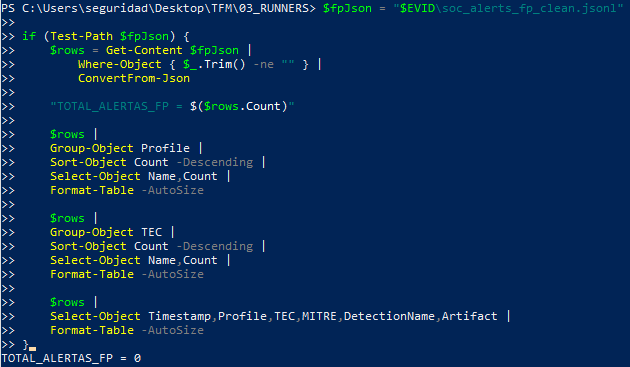 PS C:\Users\seguridad\Desktop\TFM\03_RUNNERS> $fpJson = "$EVID\soc_alerts_fp_clean.jsonl"
>>
>> if (Test-Path $fpJson) {
>>     $rows = Get-Content $fpJson |
>>         Where-Object { $_.Trim() -ne "" } |
>>         ConvertFrom-Json
>>
>>     "TOTAL_ALERTAS_FP = $($rows.Count)"
>>
>>     $rows |
>>     Group-Object Profile |
>>     Sort-Object Count -Descending |
>>     Select-Object Name,Count |
>>     Format-Table -AutoSize
>>
>>     $rows |
>>     Group-Object TEC |
>>     Sort-Object Count -Descending |
>>     Select-Object Name,Count |
>>     Format-Table -AutoSize
>>
>>     $rows |
>>     Select-Object Timestamp,Profile,TEC,MITRE,DetectionName,Artifact |
>>     Format-Table -AutoSize
>> }
TOTAL_ALERTAS_FP = 0